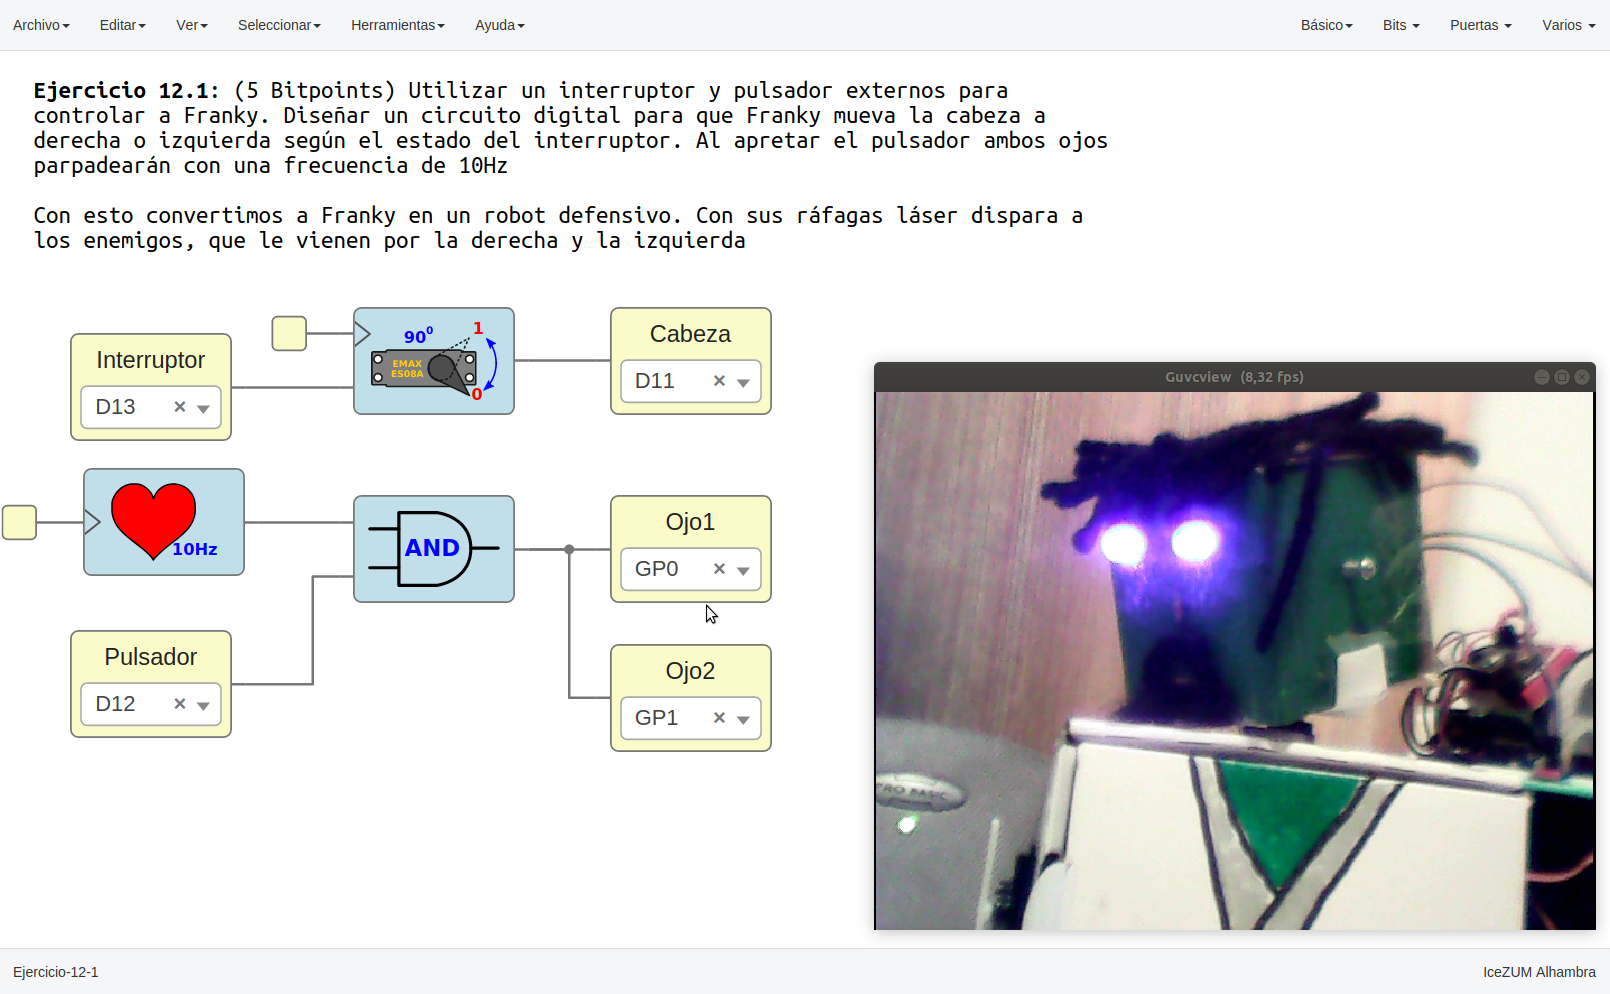 Archivo Editar Ver Seleccionar Herramientas Ayuda Básico Bits Puertas Varios
Ejercicio 12.1: (5 Bitpoints) Utilizar un interruptor y pulsador externos para
controlar a Franky. Diseñar un circuito digital para que Franky mueva la cabeza a
derecha o izquierda según el estado del interruptor. Al apretar el pulsador ambos ojos
parpadearán con una frecuencia de 10Hz
Con esto convertimos a Franky en un robot defensivo. Con sus ráfagas láser dispara a
los enemigos, que le vienen por la derecha y la izquierda
Interruptor
D13
90⁰
1
EMAX
ES08A
0
Cabeza
D11
10Hz
AND
Ojo1
GP0
Pulsador
D12
Ojo2
GP1
Guvcview (8,32 fps)
RO BASIC
Ejercicio-12-1
IceZUM Alhambra